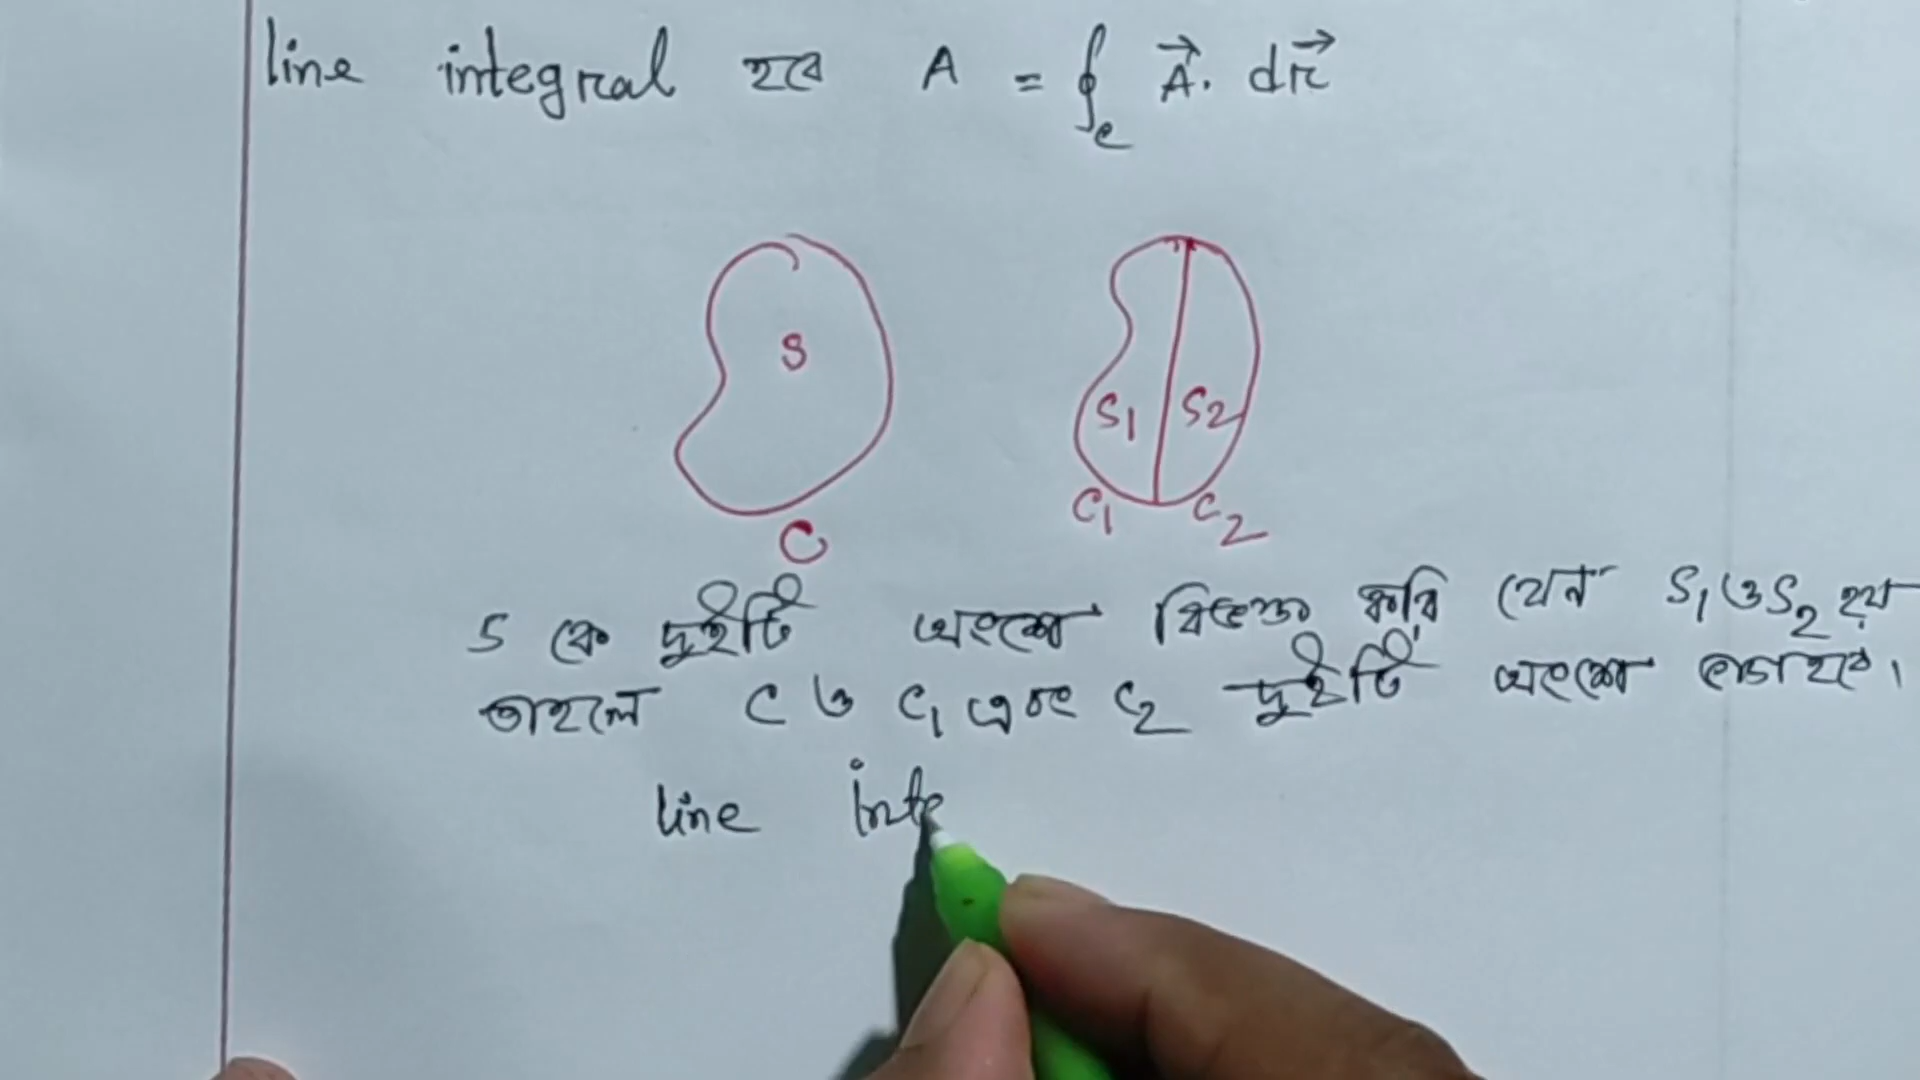 line integral হবে A = ∮c A⃗. dr⃗
S
S1 S2
C1 C2
C
S কে দুইটি অংশে বিভক্ত করি যেন S1 ও S2 হয়
তাহলে C ও C1 এবং C2 দুইটি অংশে হবে।
line inte